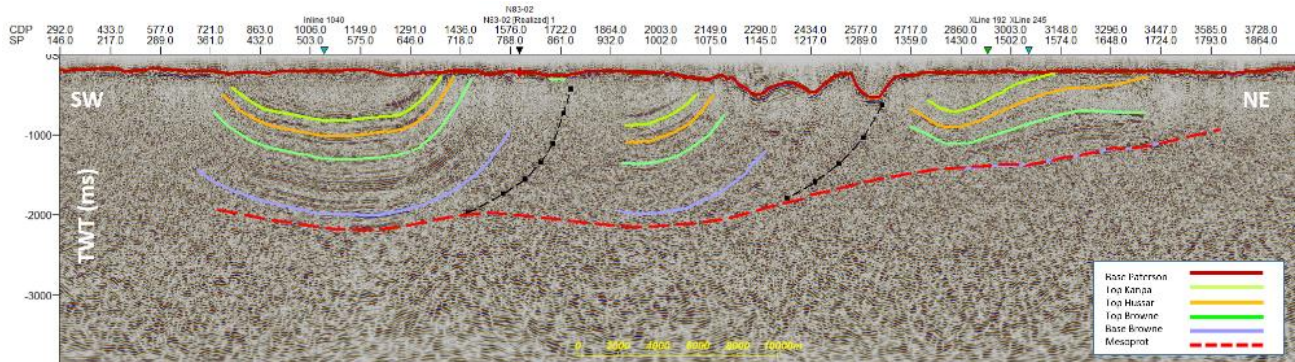 N83-02
Inline 1040 N83-02 [Realized] 1 XLine 192 XLine 245
CDP 292.0 433.0 577.0 721.0 863.0 1006.0 1149.0 1291.0 1436.0 1576.0 1722.0 1864.0 2003.0 2149.0 2290.0 2434.0 2577.0 2717.0 2860.0 3003.0 3148.0 3296.0 3447.0 3585.0 3728.0
SP 146.0 217.0 289.0 361.0 432.0 503.0 575.0 646.0 718.0 788.0 861.0 932.0 1002.0 1075.0 1145.0 1217.0 1289.0 1359.0 1430.0 1502.0 1574.0 1648.0 1724.0 1793.0 1864.0
SW
NE
-1000
-2000
-3000
TWT (ms)
Base Paterson
Top Kanpa
Top Hussar
Top Browne
Base Browne
Mesoprot
0 2000 4000 6000 8000 10000m